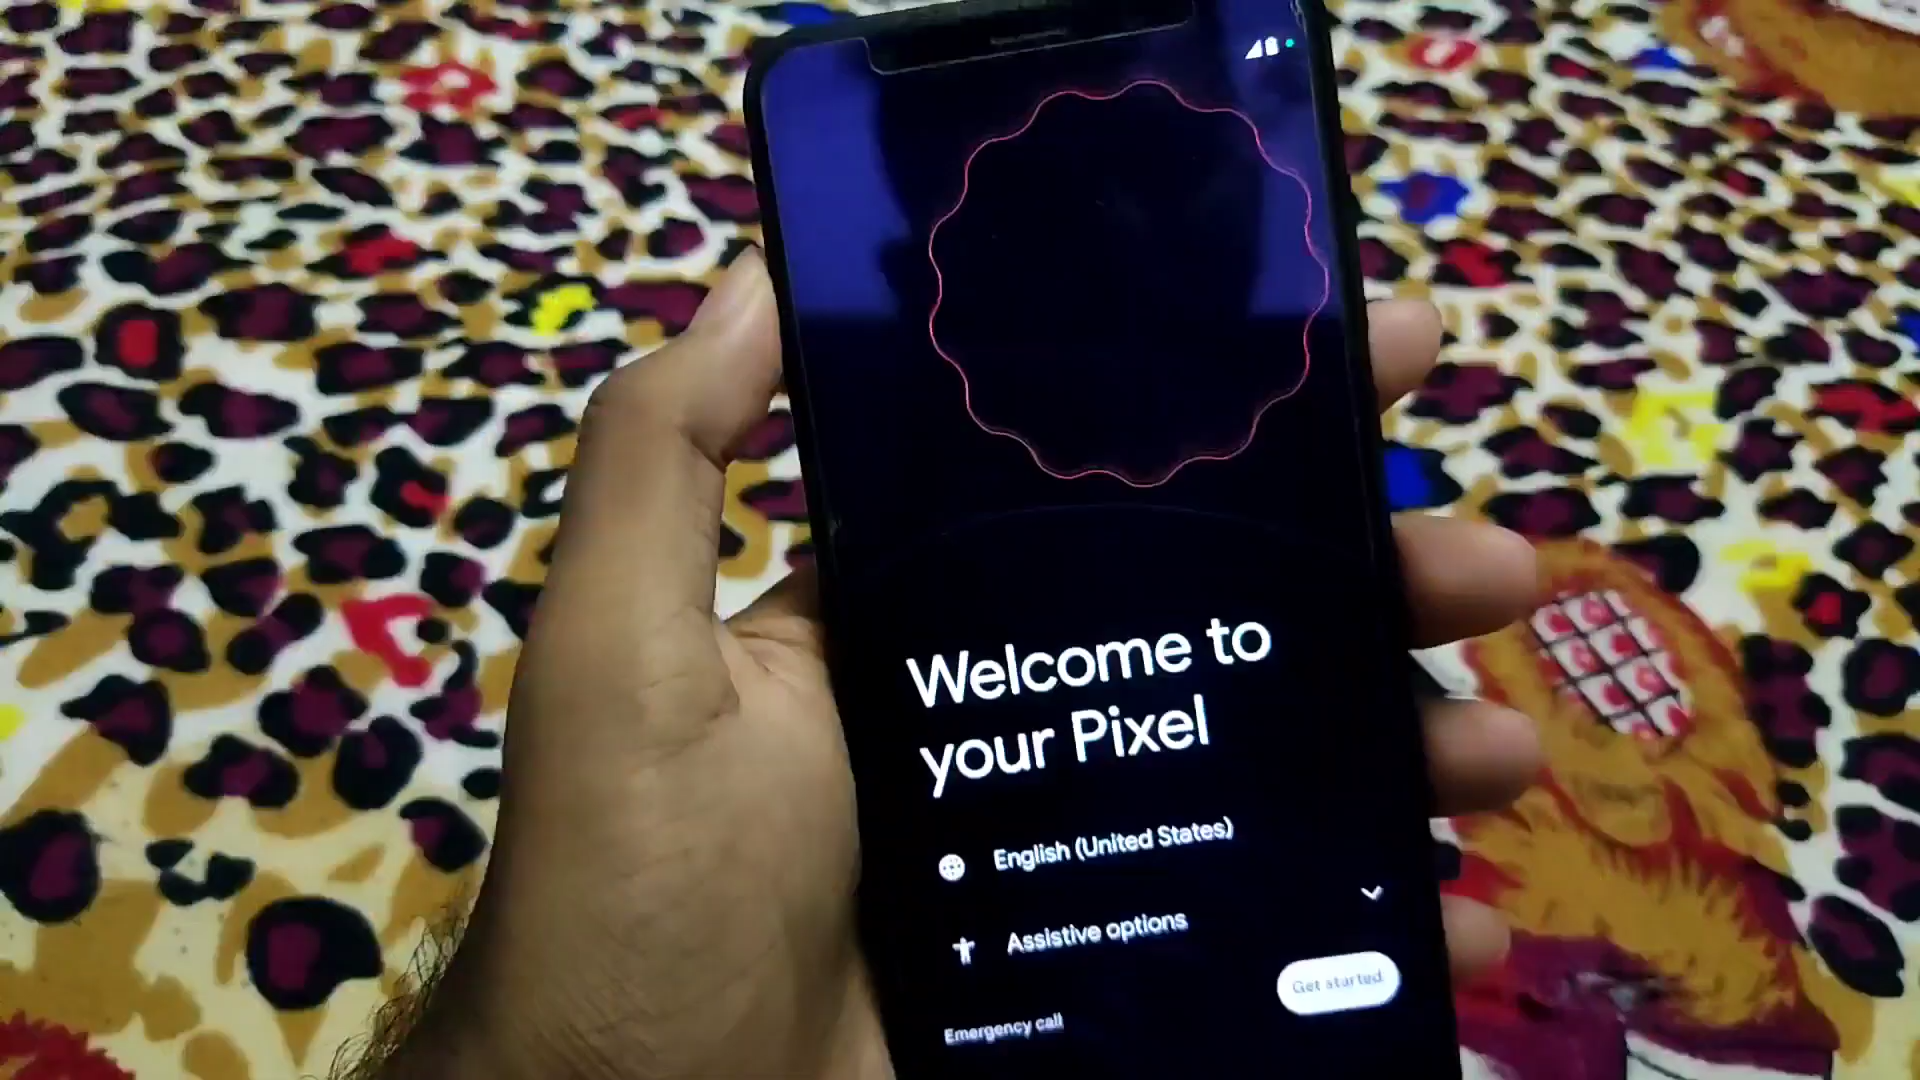 Welcome to
your Pixel
English (United States)
Assistive options
Get started
Emergency call